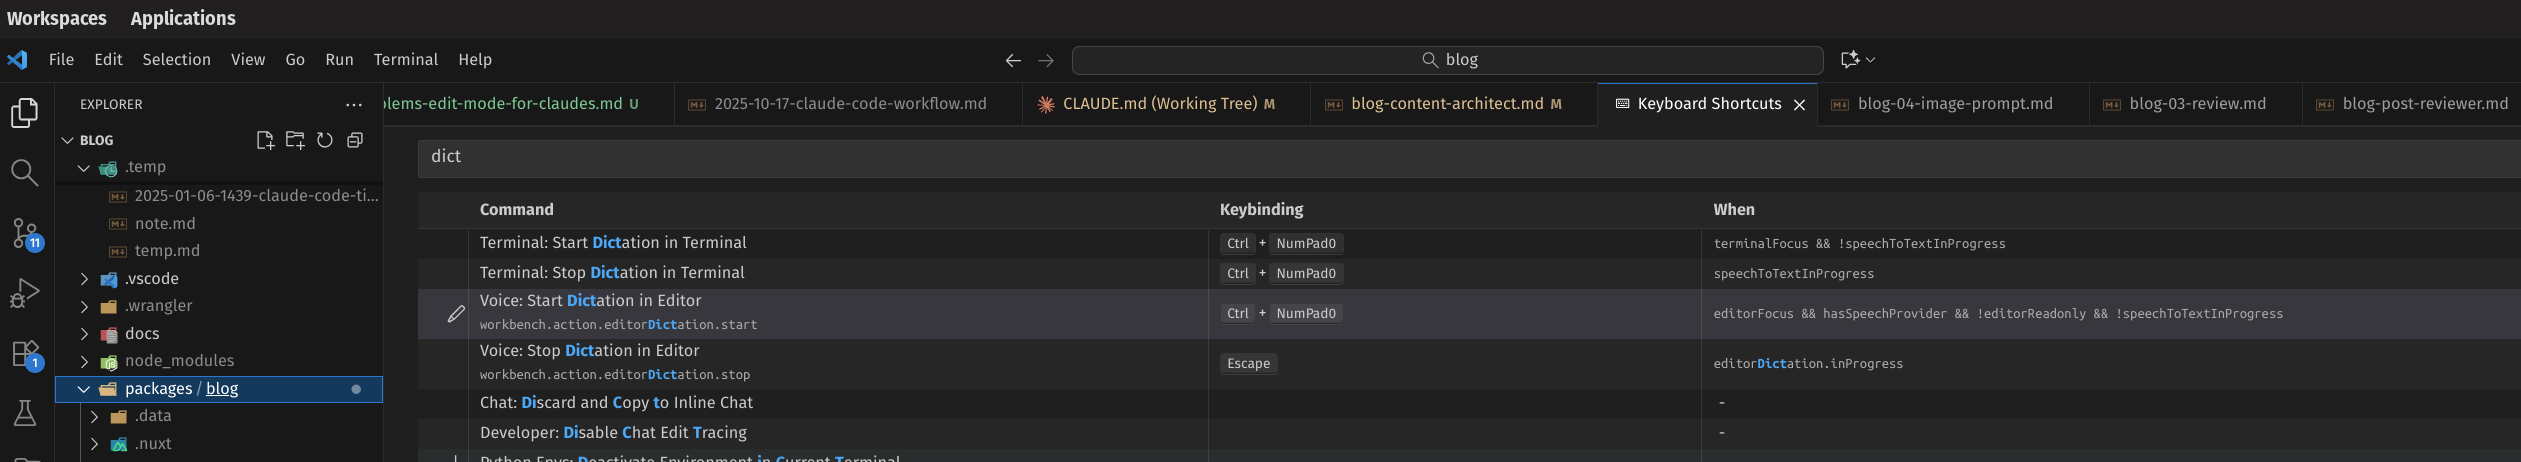 Workspaces Applications
File Edit Selection View Go Run Terminal Help
blog
EXPLORER
BLOG
.temp
2025-01-06-1439-claude-code-ti...
note.md
temp.md
.vscode
.wrangler
docs
node_modules
packages / blog
.data
.nuxt
11
1
blems-edit-mode-for-claudes.md U
2025-10-17-claude-code-workflow.md
CLAUDE.md (Working Tree) M
blog-content-architect.md M
Keyboard Shortcuts
blog-04-image-prompt.md
blog-03-review.md
blog-post-reviewer.md
dict
Command Keybinding When
Terminal: Start Dictation in Terminal Ctrl + NumPad0 terminalFocus && !speechToTextInProgress
Terminal: Stop Dictation in Terminal Ctrl + NumPad0 speechToTextInProgress
Voice: Start Dictation in Editor
workbench.action.editorDictation.start
Ctrl + NumPad0 editorFocus && hasSpeechProvider && !editorReadonly && !speechToTextInProgress
Voice: Stop Dictation in Editor
workbench.action.editorDictation.stop
Escape editorDictation.inProgress
Chat: Discard and Copy to Inline Chat -
Developer: Disable Chat Edit Tracing -
Python Envs: Deactivate Environment in Current Terminal